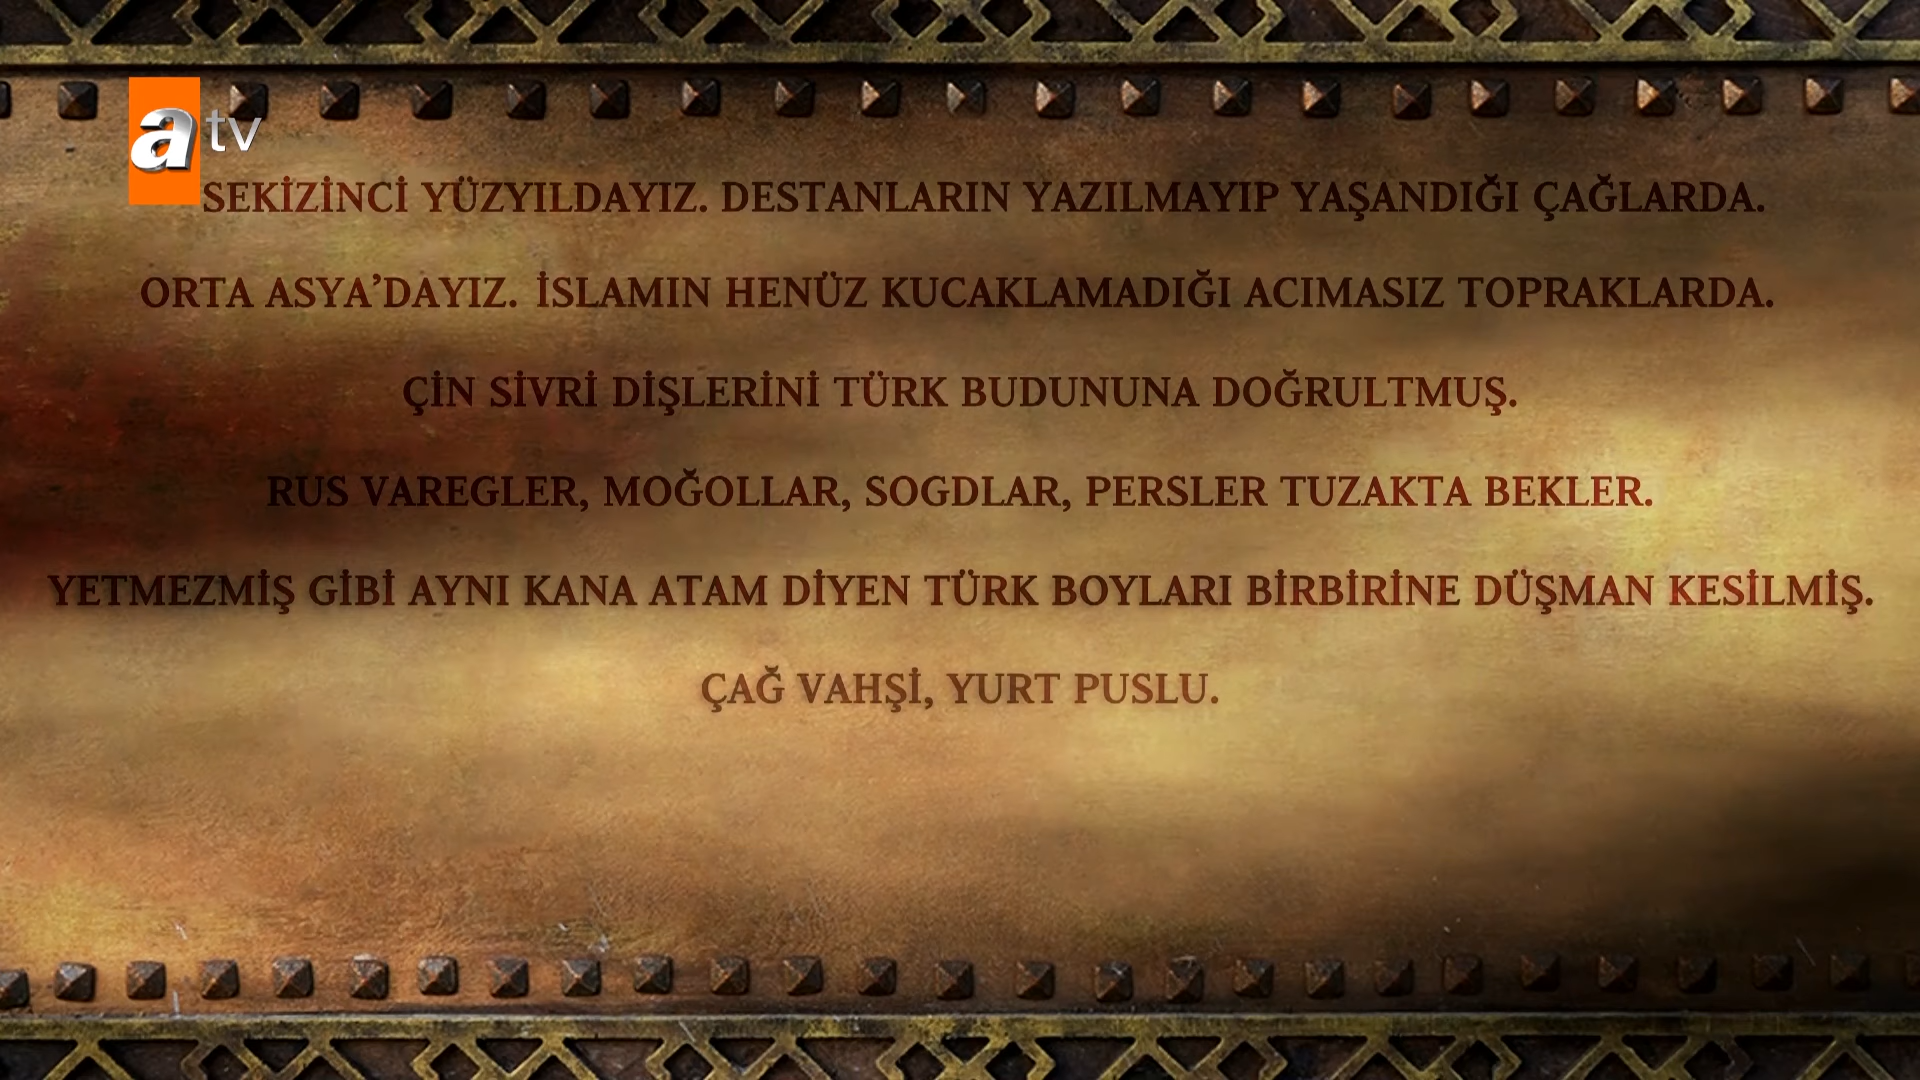 atv
SEKİZİNCİ YÜZYILDAYIZ. DESTANLARIN YAZILMAYIP YAŞANDIĞI ÇAĞLARDA.
ORTA ASYA’DAYIZ. İSLAMIN HENÜZ KUCAKLAMADIĞI ACIMASIZ TOPRAKLARDA.
ÇİN SİVRİ DİŞLERİNİ TÜRK BUDUNUNA DOĞRULTMUŞ.
RUS VAREGLER, MOĞOLLAR, SOGDLAR, PERSLER TUZAKTA BEKLER.
YETMEZMİŞ GİBİ AYNI KANA ATAM DİYEN TÜRK BOYLARI BİRBİRİNE DÜŞMAN KESİLMİŞ.
ÇAĞ VAHŞİ, YURT PUSLU.